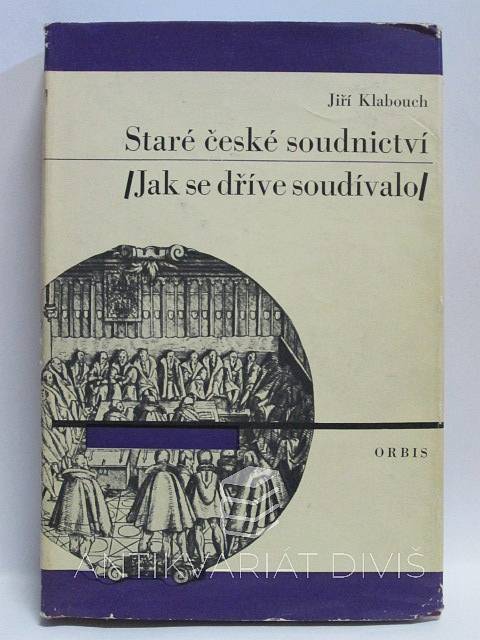 Jiří Klabouch
Staré české soudnictví
/Jak se dříve soudívalo/
ORBIS
ANTIKVARIÁT DIVIŠ